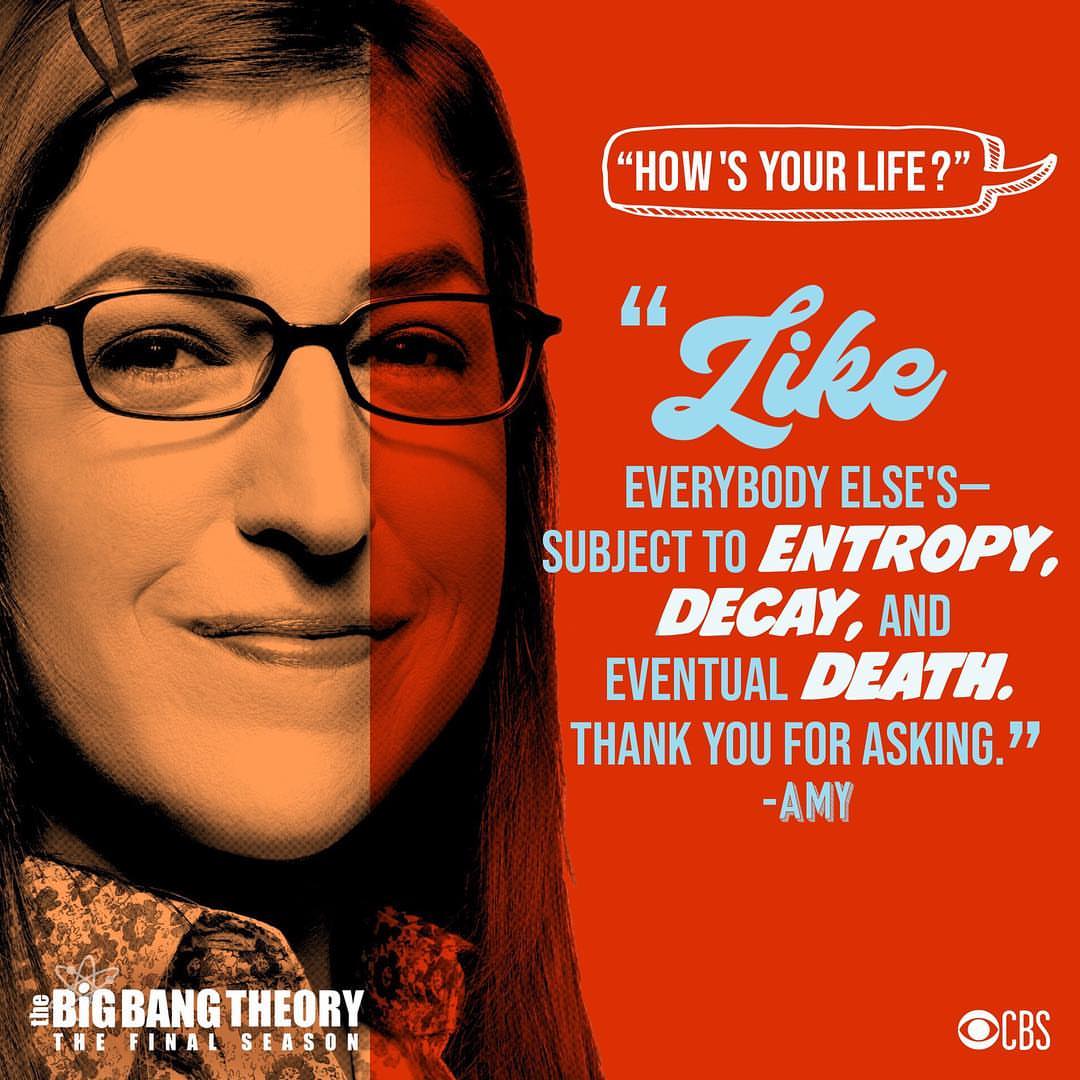 “HOW'S YOUR LIFE?”
“Like
EVERYBODY ELSE'S—
SUBJECT TO ENTROPY,
DECAY, AND
EVENTUAL DEATH.
THANK YOU FOR ASKING.”
-AMY
the BIG BANG THEORY
THE FINAL SEASON
CBS